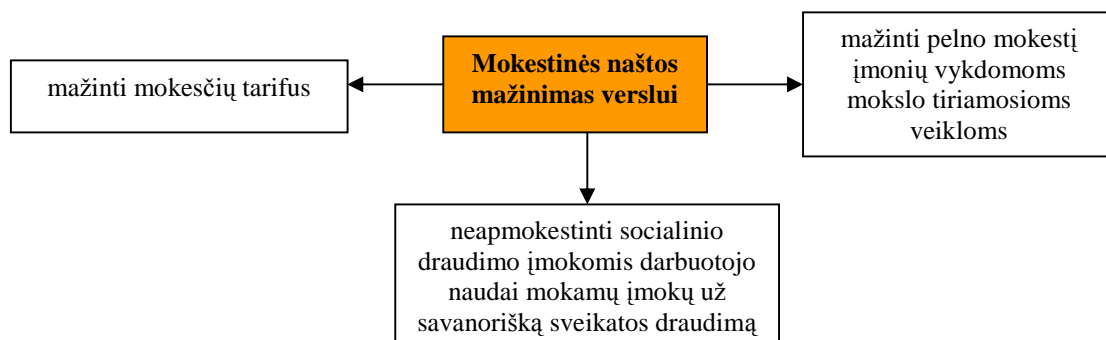 mažinti mokesčių tarifus
Mokestinės naštos
mažinimas verslui
mažinti pelno mokestį
įmonių vykdomoms
mokslo tiriamosioms
veikloms
neapmokestinti socialinio
draudimo įmokomis darbuotojo
naudai mokamų įmokų už
savanorišką sveikatos draudimą